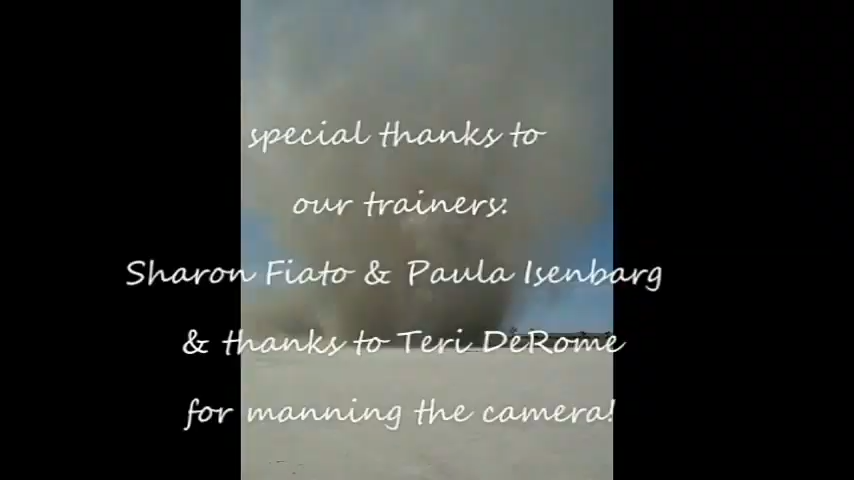 special thanks to
our trainers:
Sharon Fiato & Paula Isenbarg
& thanks to Teri DeRome
for manning the camera!